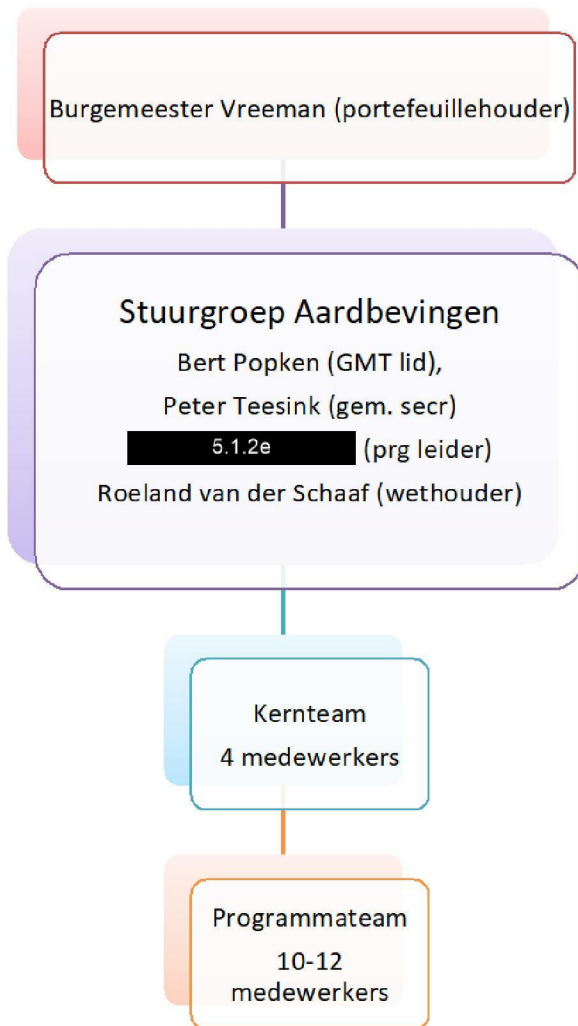 Burgemeester Vreeman (portefeuillehouder)
Stuurgroep Aardbevingen
Bert Popken (GMT lid),
Peter Teesink (gem. secr)
5.1.2e (prg leider)
Roeland van der Schaaf (wethouder)
Kernteam
4 medewerkers
Programmateam
10-12
medewerkers